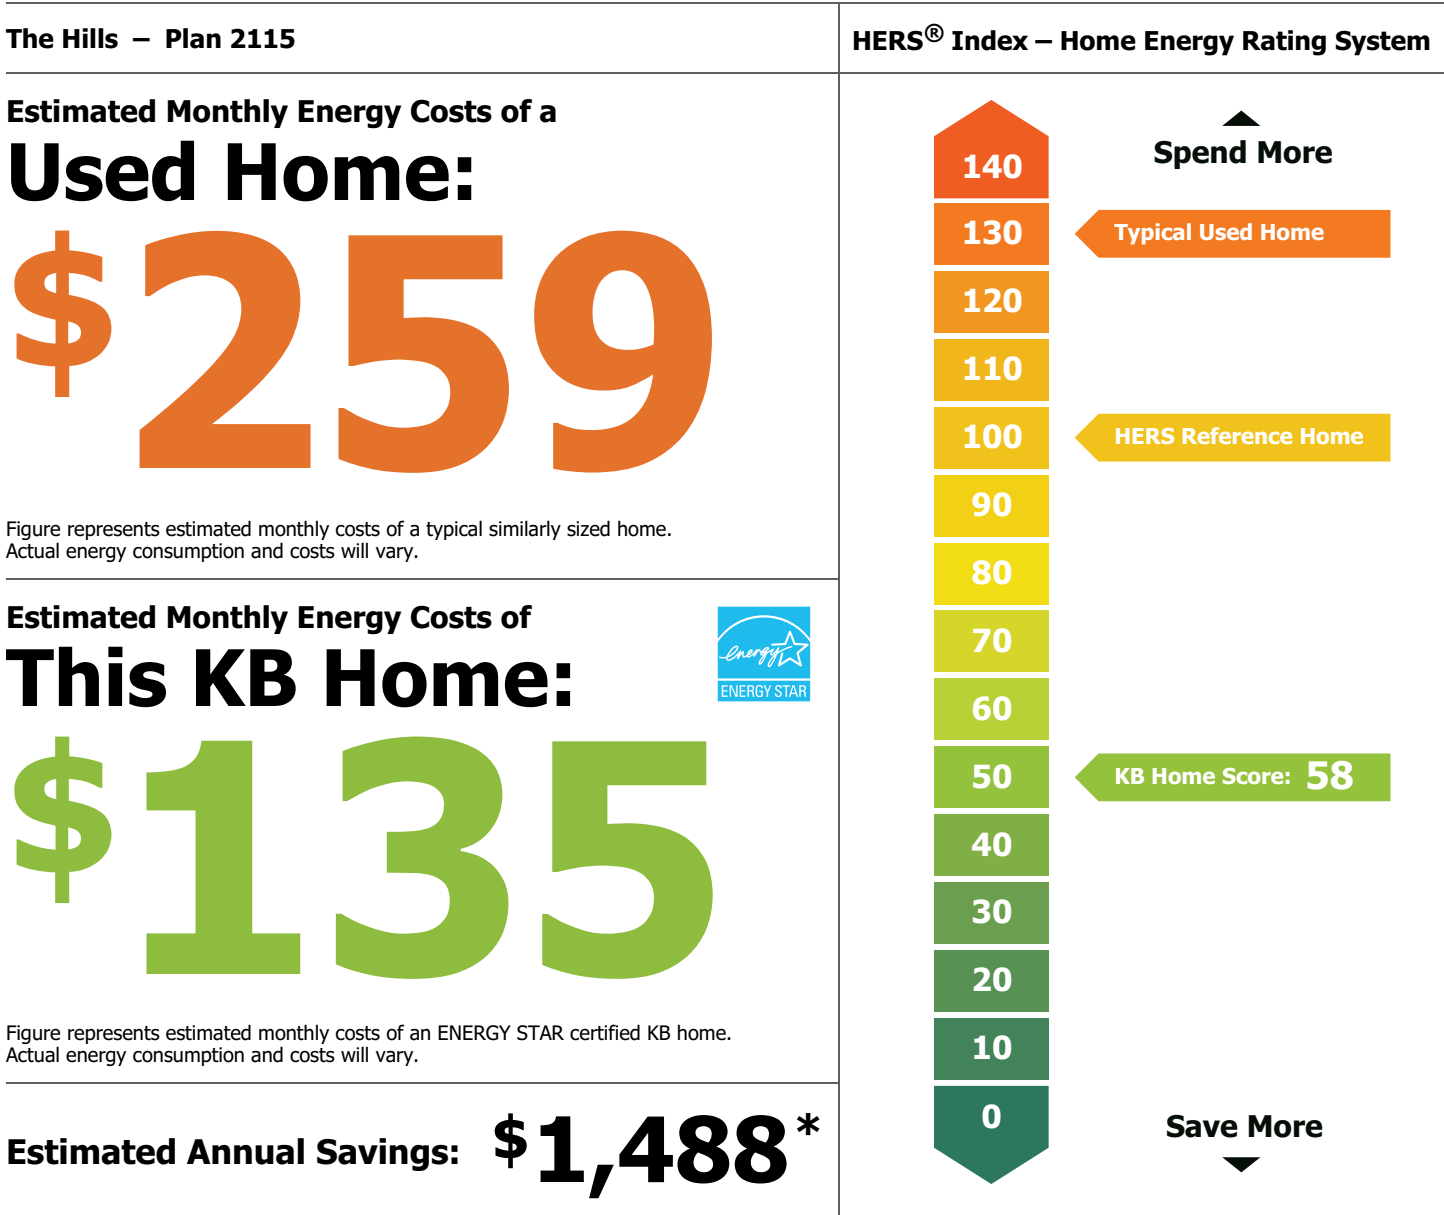 The Hills – Plan 2115
Estimated Monthly Energy Costs of a
Used Home:
$259
Figure represents estimated monthly costs of a typical similarly sized home.
Actual energy consumption and costs will vary.
Estimated Monthly Energy Costs of
This KB Home:
energy
ENERGY STAR
$135
Figure represents estimated monthly costs of an ENERGY STAR certified KB home.
Actual energy consumption and costs will vary.
Estimated Annual Savings: $1,488*
HERS® Index – Home Energy Rating System
Spend More
140
130 Typical Used Home
120
110
100 HERS Reference Home
90
80
70
60
50 KB Home Score: 58
40
30
20
10
0
Save More